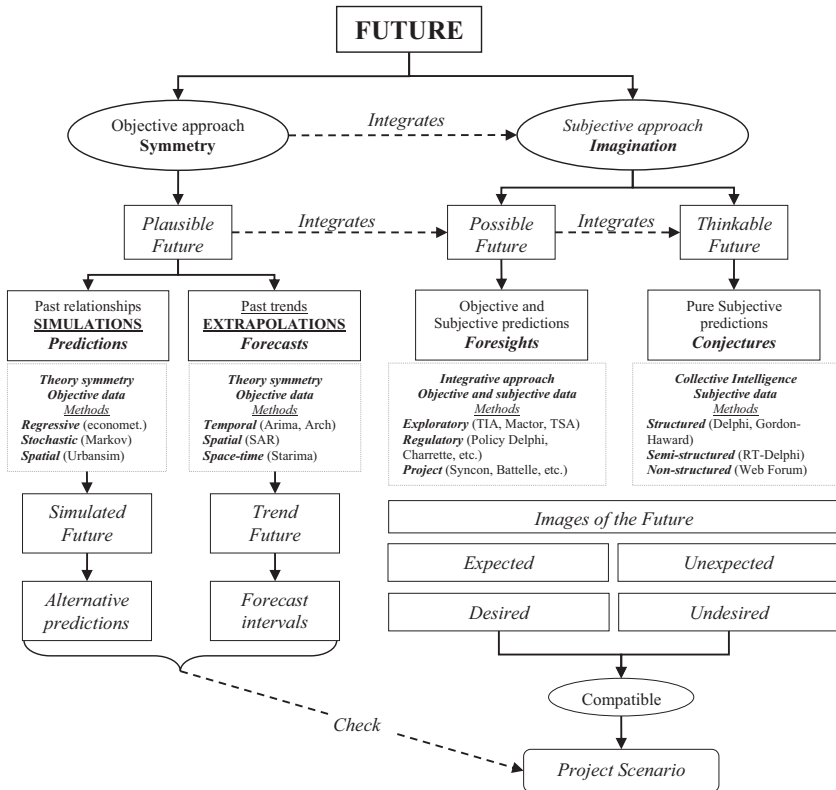 FUTURE
Objective approach
Symmetry
Integrates
Subjective approach
Imagination
Plausible
Future
Integrates
Possible
Future
Integrates
Thinkable
Future
Past relationships
SIMULATIONS
Predictions
Past trends
EXTRAPOLATIONS
Forecasts
Objective and
Subjective predictions
Foresights
Pure Subjective
predictions
Conjectures
Theory symmetry
Objective data
Methods
Regressive (economet.)
Stochastic (Markov)
Spatial (Urbansim)
Theory symmetry
Objective data
Methods
Temporal (Arima, Arch)
Spatial (SAR)
Space-time (Starima)
Integrative approach
Objective and subjective data
Methods
Exploratory (TIA, Mactor, TSA)
Regulatory (Policy Delphi,
Charrette, etc.)
Project (Syncon, Battelle, etc.)
Collective Intelligence
Subjective data
Methods
Structured (Delphi, Gordon-
Haward)
Semi-structured (RT-Delphi)
Non-structured (Web Forum)
Simulated
Future
Trend
Future
Images of the Future
Expected
Unexpected
Alternative
predictions
Forecast
intervals
Desired
Undesired
Compatible
Check
Project Scenario